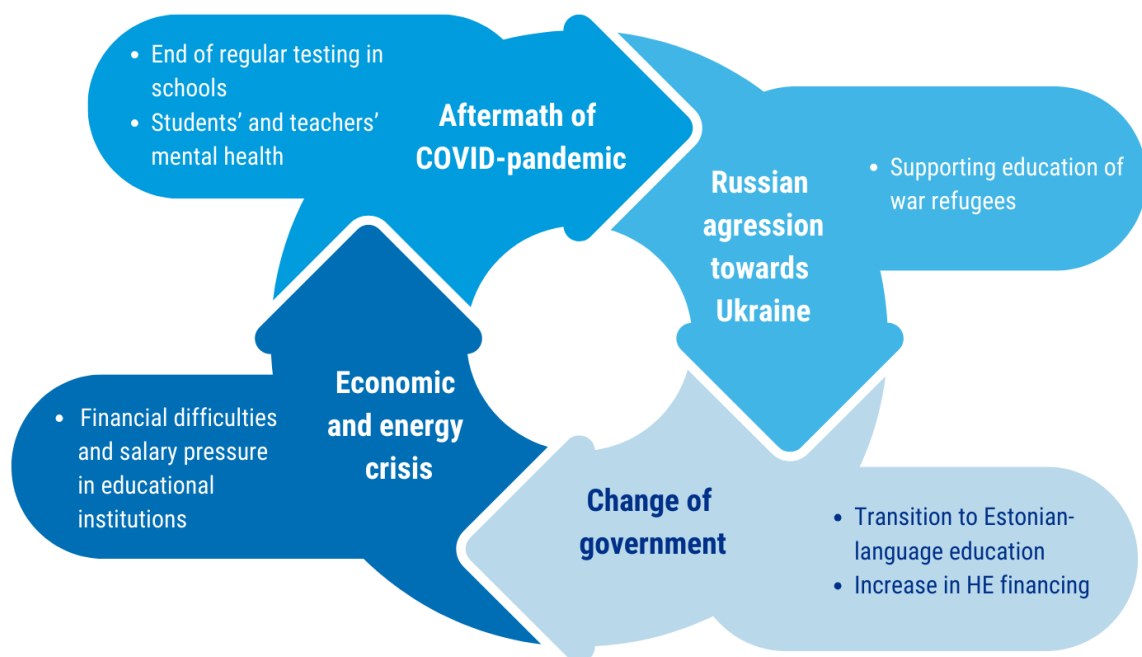 • End of regular testing in
schools
• Students’ and teachers’
mental health
Aftermath of
COVID-pandemic
Russian
agression
towards
Ukraine
• Supporting education of
war refugees
Change of
government
• Transition to Estonian-
language education
• Increase in HE financing
Economic
and energy
crisis
• Financial difficulties
and salary pressure
in educational
institutions